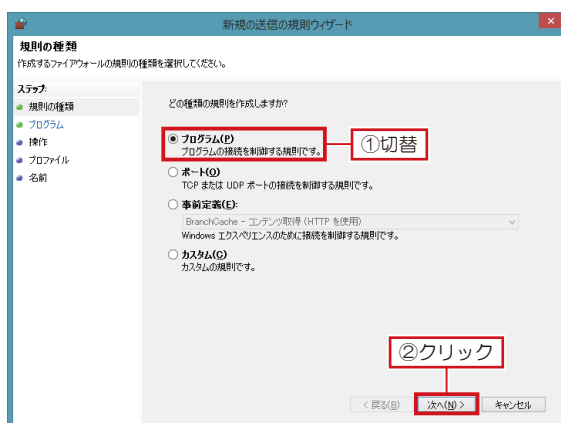 新規の送信の規則ウィザード
規則の種類
作成するファイアウォールの規則の種類を選択してください。
ステップ:
規則の種類
プログラム
操作
プロファイル
名前
どの種類の規則を作成しますか?
プログラム(P)
プログラムの接続を制御する規則です。
①切替
ポート(O)
TCP または UDP ポートの接続を制御する規則です。
事前定義(E):
BranchCache - コンテンツ取得 (HTTP を使用)
Windows エクスペリエンスのために接続を制御する規則です。
カスタム(C)
カスタムの規則です。
②クリック
< 戻る(B)
次へ(N) >
キャンセル